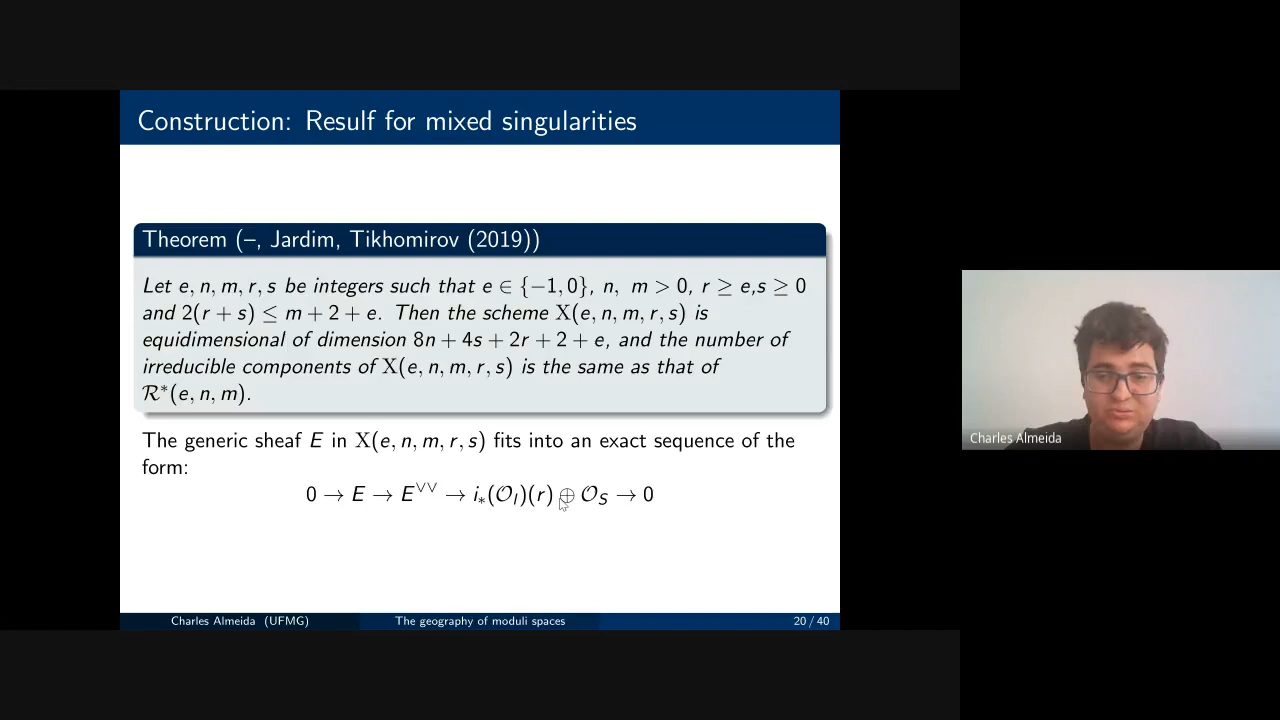 Construction: Resulf for mixed singularities
Theorem (–, Jardim, Tikhomirov (2019))
Let e, n, m, r, s be integers such that e ∈ {−1, 0}, n, m > 0, r ≥ e,s ≥ 0
and 2(r + s) ≤ m + 2 + e. Then the scheme X(e, n, m, r, s) is
equidimensional of dimension 8n + 4s + 2r + 2 + e, and the number of
irreducible components of X(e, n, m, r, s) is the same as that of
ℛ*(e, n, m).
The generic sheaf E in X(e, n, m, r, s) fits into an exact sequence of the
form:
0 → E → E^∨∨ → i_*(𝒪_l)(r) ⊕ 𝒪_S → 0
Charles Almeida (UFMG) The geography of moduli spaces 20 / 40
Charles Almeida